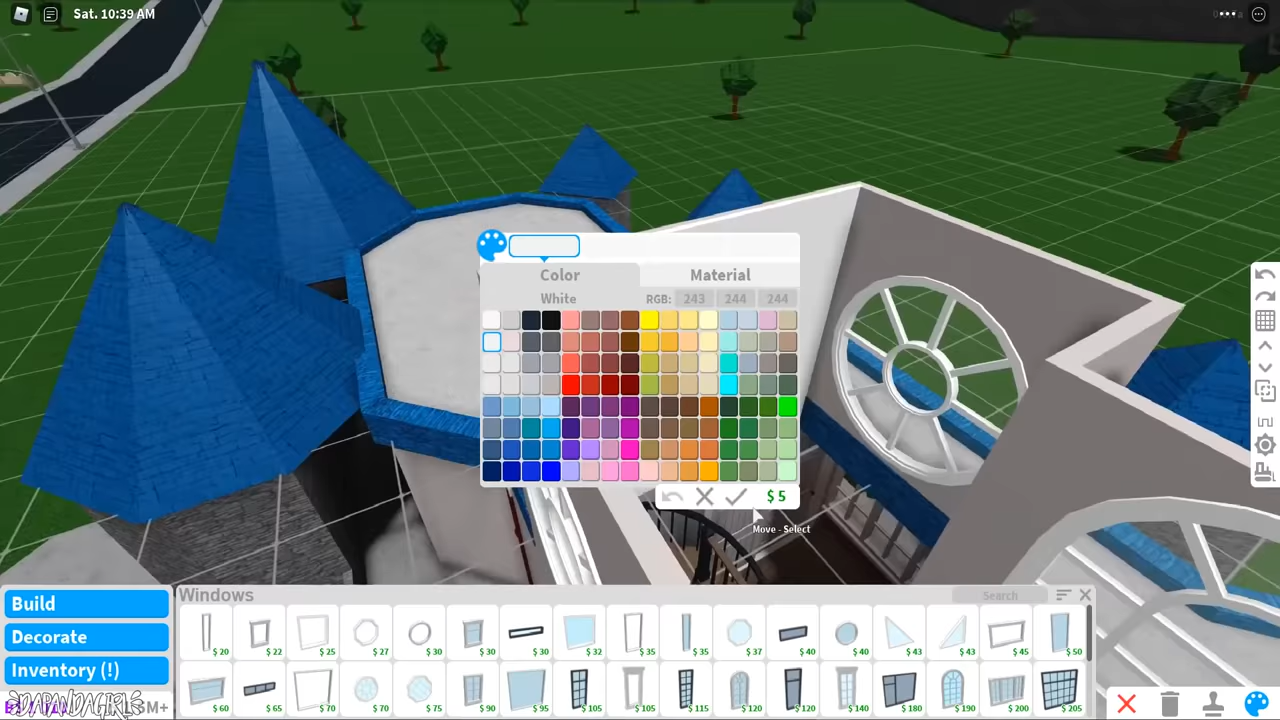 Sat. 10:39 AM
Color
Material
White
RGB: 243 244 244
$ 5
Move - Select
Build
Decorate
Inventory (!)
Windows
Search
$ 20
$ 22
$ 25
$ 27
$ 30
$ 30
$ 30
$ 32
$ 35
$ 35
$ 37
$ 40
$ 40
$ 43
$ 43
$ 45
$ 50
$ 60
$ 65
$ 70
$ 70
$ 75
$ 90
$ 95
$ 105
$ 105
$ 115
$ 120
$ 120
$ 140
$ 180
$ 190
$ 200
$ 205
DAPANDAGIRL
M+